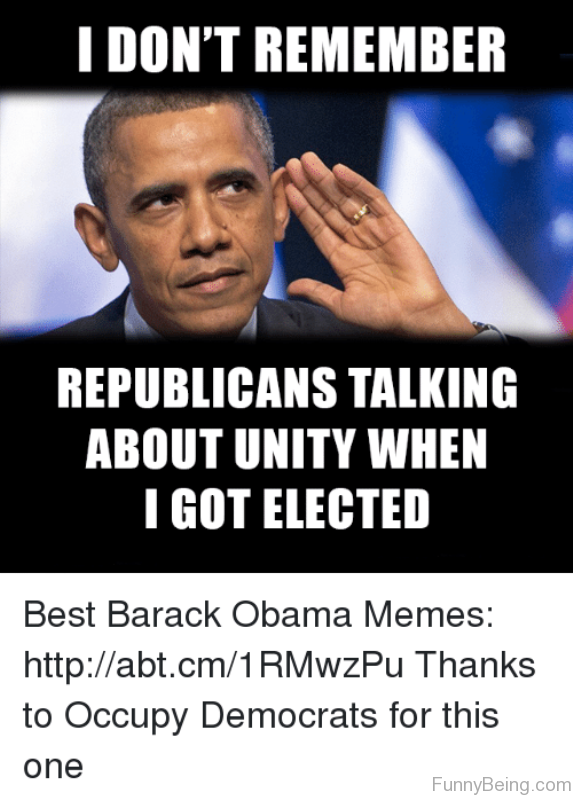 I DON'T REMEMBER
REPUBLICANS TALKING
ABOUT UNITY WHEN
I GOT ELECTED
Best Barack Obama Memes:
http://abt.cm/1RMwzPu Thanks
to Occupy Democrats for this
one
FunnyBeing.com